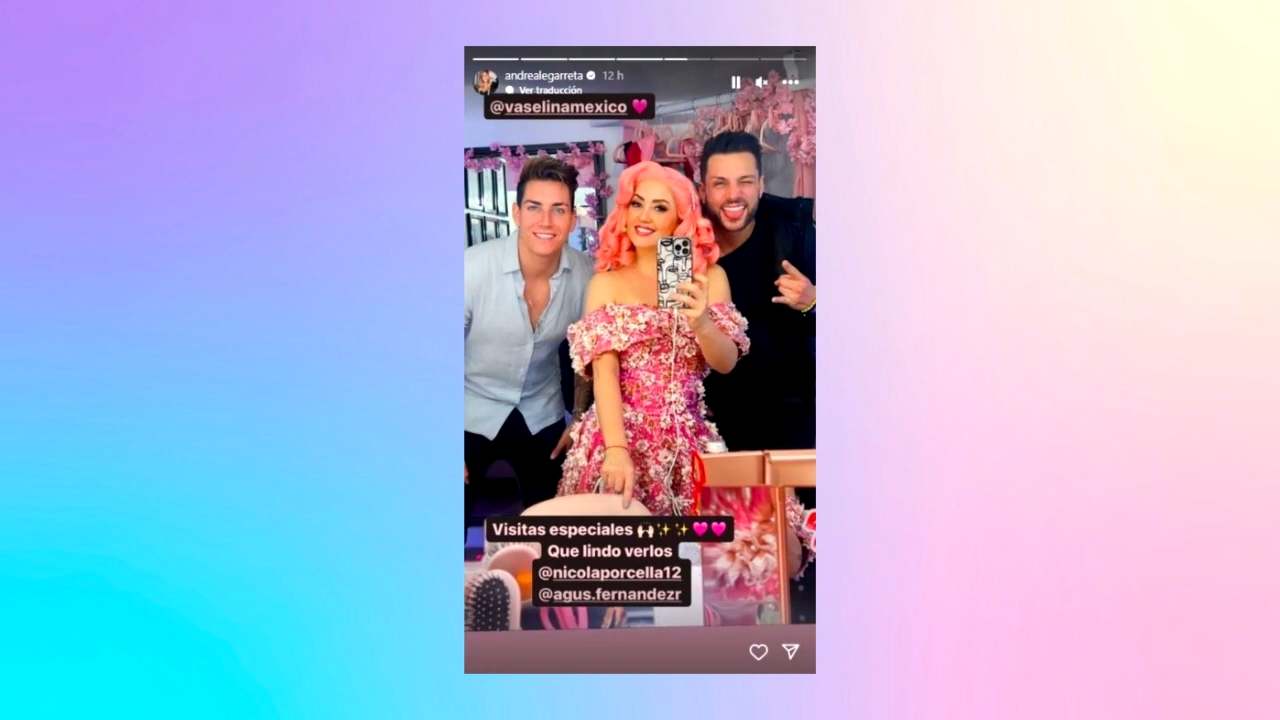 andrealegarreta 12 h
Ver traducción
@vaselinamexico 💗
Visitas especiales 🙌🏻✨✨💗💗
Que lindo verlos
@nicolaporcella12
@agus.fernandezr